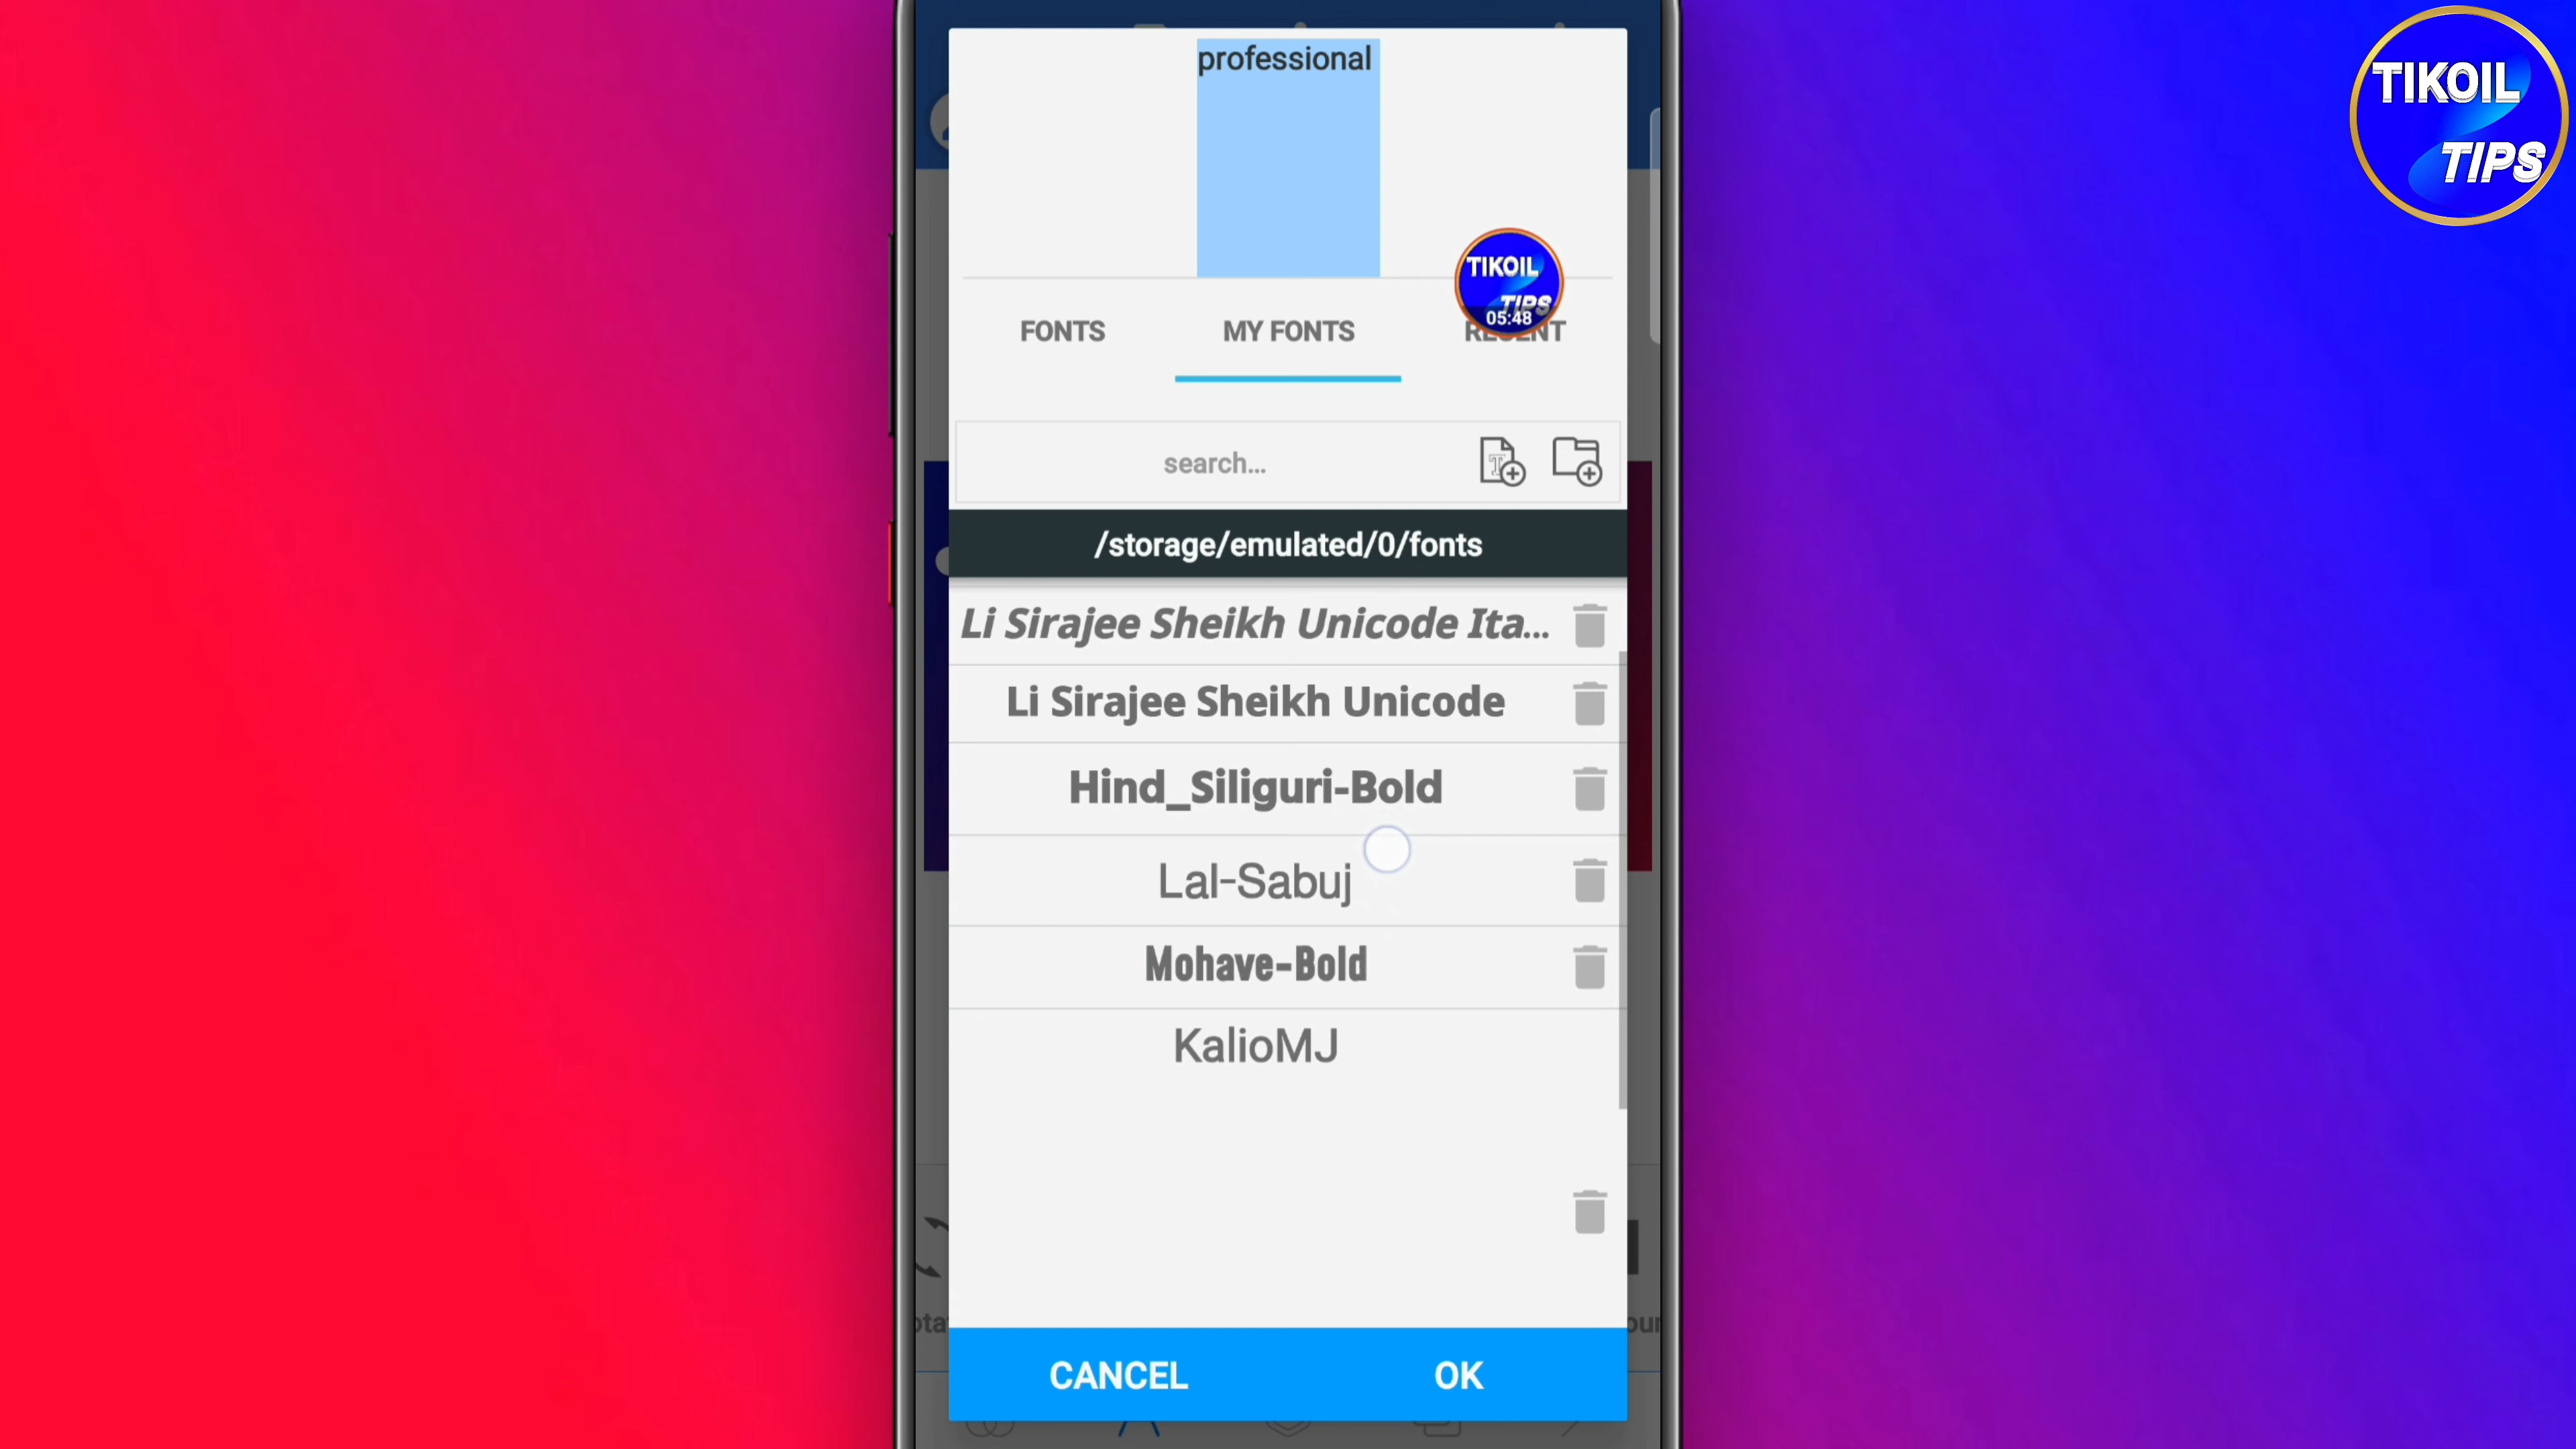 professional
TIKOIL
TIPS
TIKOIL
TIPS
05:48
FONTS
MY FONTS
RECENT
search...
/storage/emulated/0/fonts
Li Sirajee Sheikh Unicode Ita...
Li Sirajee Sheikh Unicode
Hind_Siliguri-Bold
Lal-Sabuj
Mohave-Bold
KalioMJ
CANCEL
OK